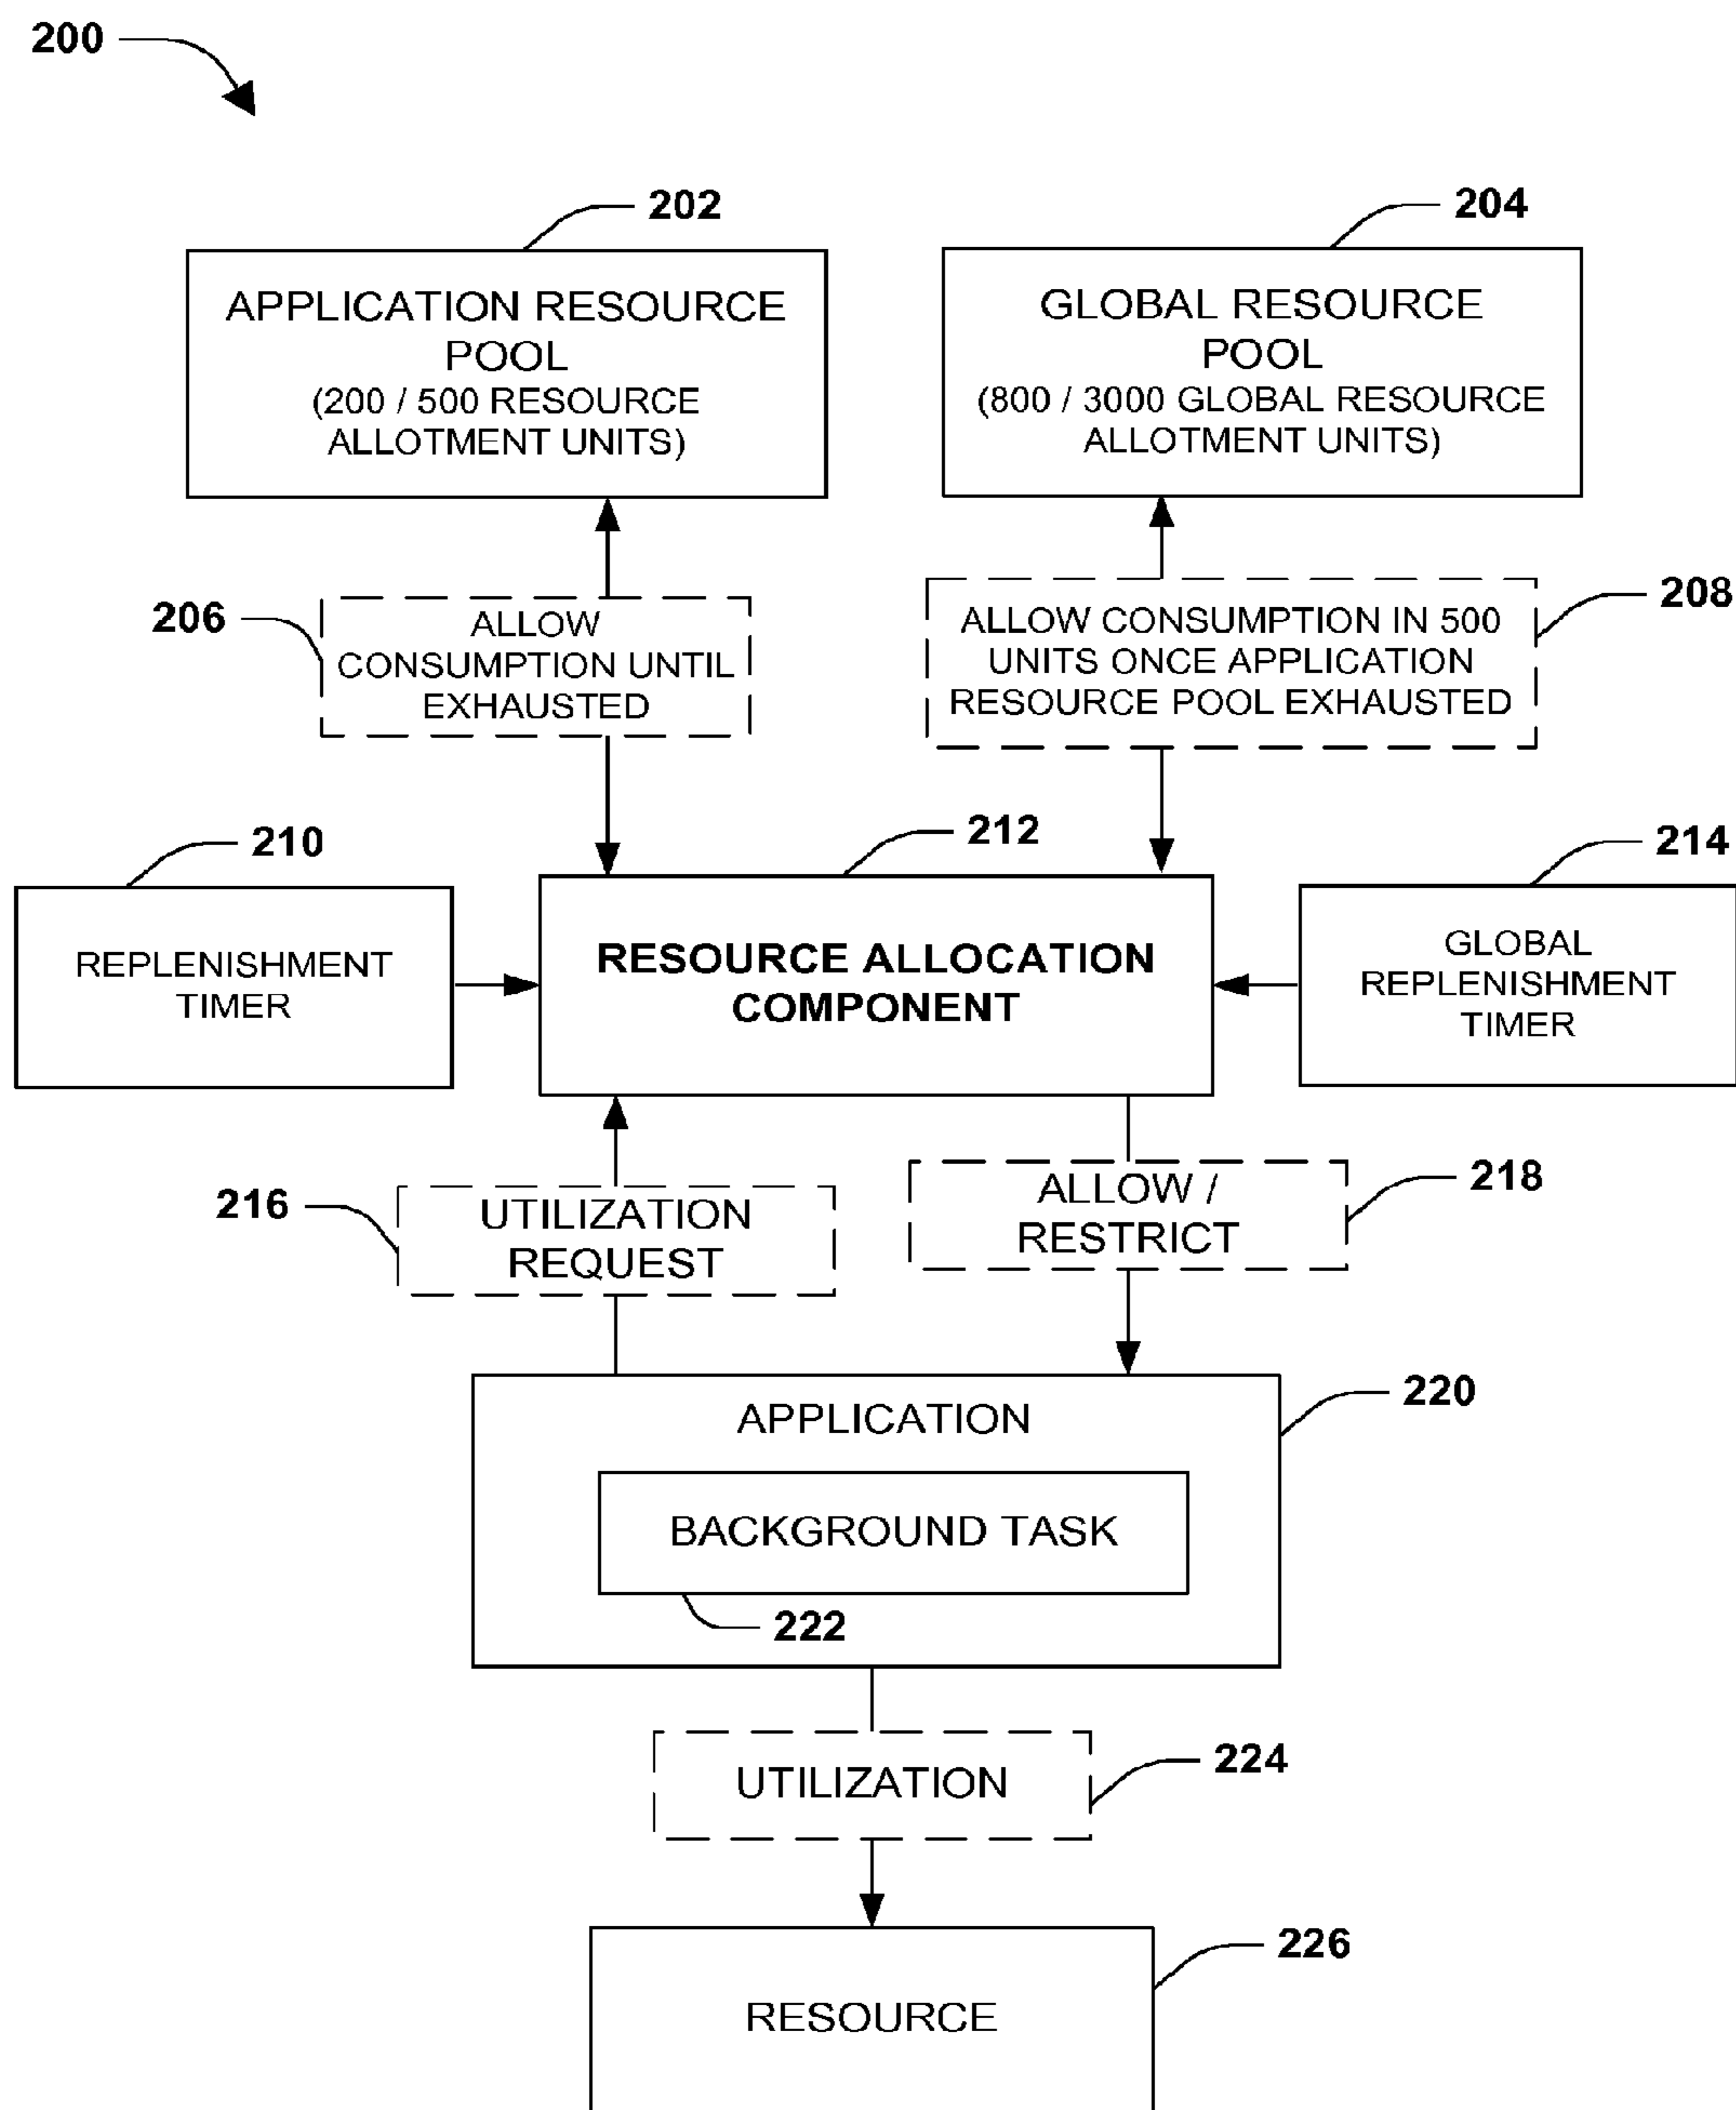 200
202
204
APPLICATION RESOURCE
POOL
(200 / 500 RESOURCE
ALLOTMENT UNITS)
GLOBAL RESOURCE
POOL
(800 / 3000 GLOBAL RESOURCE
ALLOTMENT UNITS)
206
ALLOW
CONSUMPTION UNTIL
EXHAUSTED
208
ALLOW CONSUMPTION IN 500
UNITS ONCE APPLICATION
RESOURCE POOL EXHAUSTED
210
212
214
REPLENISHMENT
TIMER
RESOURCE ALLOCATION
COMPONENT
GLOBAL
REPLENISHMENT
TIMER
216
UTILIZATION
REQUEST
218
ALLOW /
RESTRICT
220
APPLICATION
BACKGROUND TASK
222
224
UTILIZATION
226
RESOURCE